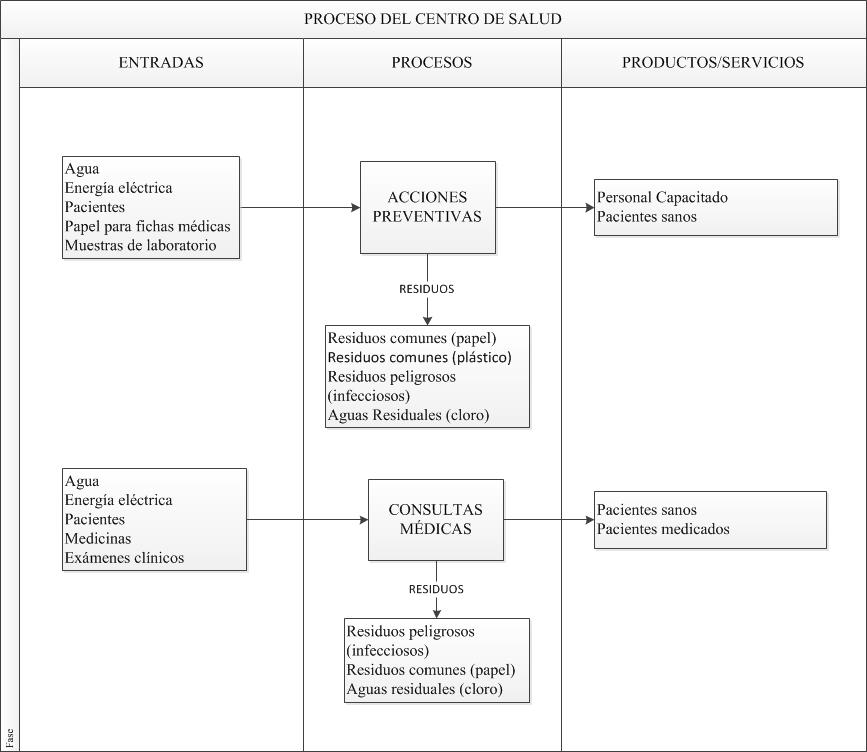 PROCESO DEL CENTRO DE SALUD
ENTRADAS
PROCESOS
PRODUCTOS/SERVICIOS
Agua
Energía eléctrica
Pacientes
Papel para fichas médicas
Muestras de laboratorio
ACCIONES
PREVENTIVAS
Personal Capacitado
Pacientes sanos
RESIDUOS
Residuos comunes (papel)
Residuos comunes (plástico)
Residuos peligrosos
(infecciosos)
Aguas Residuales (cloro)
Agua
Energía eléctrica
Pacientes
Medicinas
Exámenes clínicos
CONSULTAS
MÉDICAS
Pacientes sanos
Pacientes medicados
RESIDUOS
Residuos peligrosos
(infecciosos)
Residuos comunes (papel)
Aguas residuales (cloro)
Fase